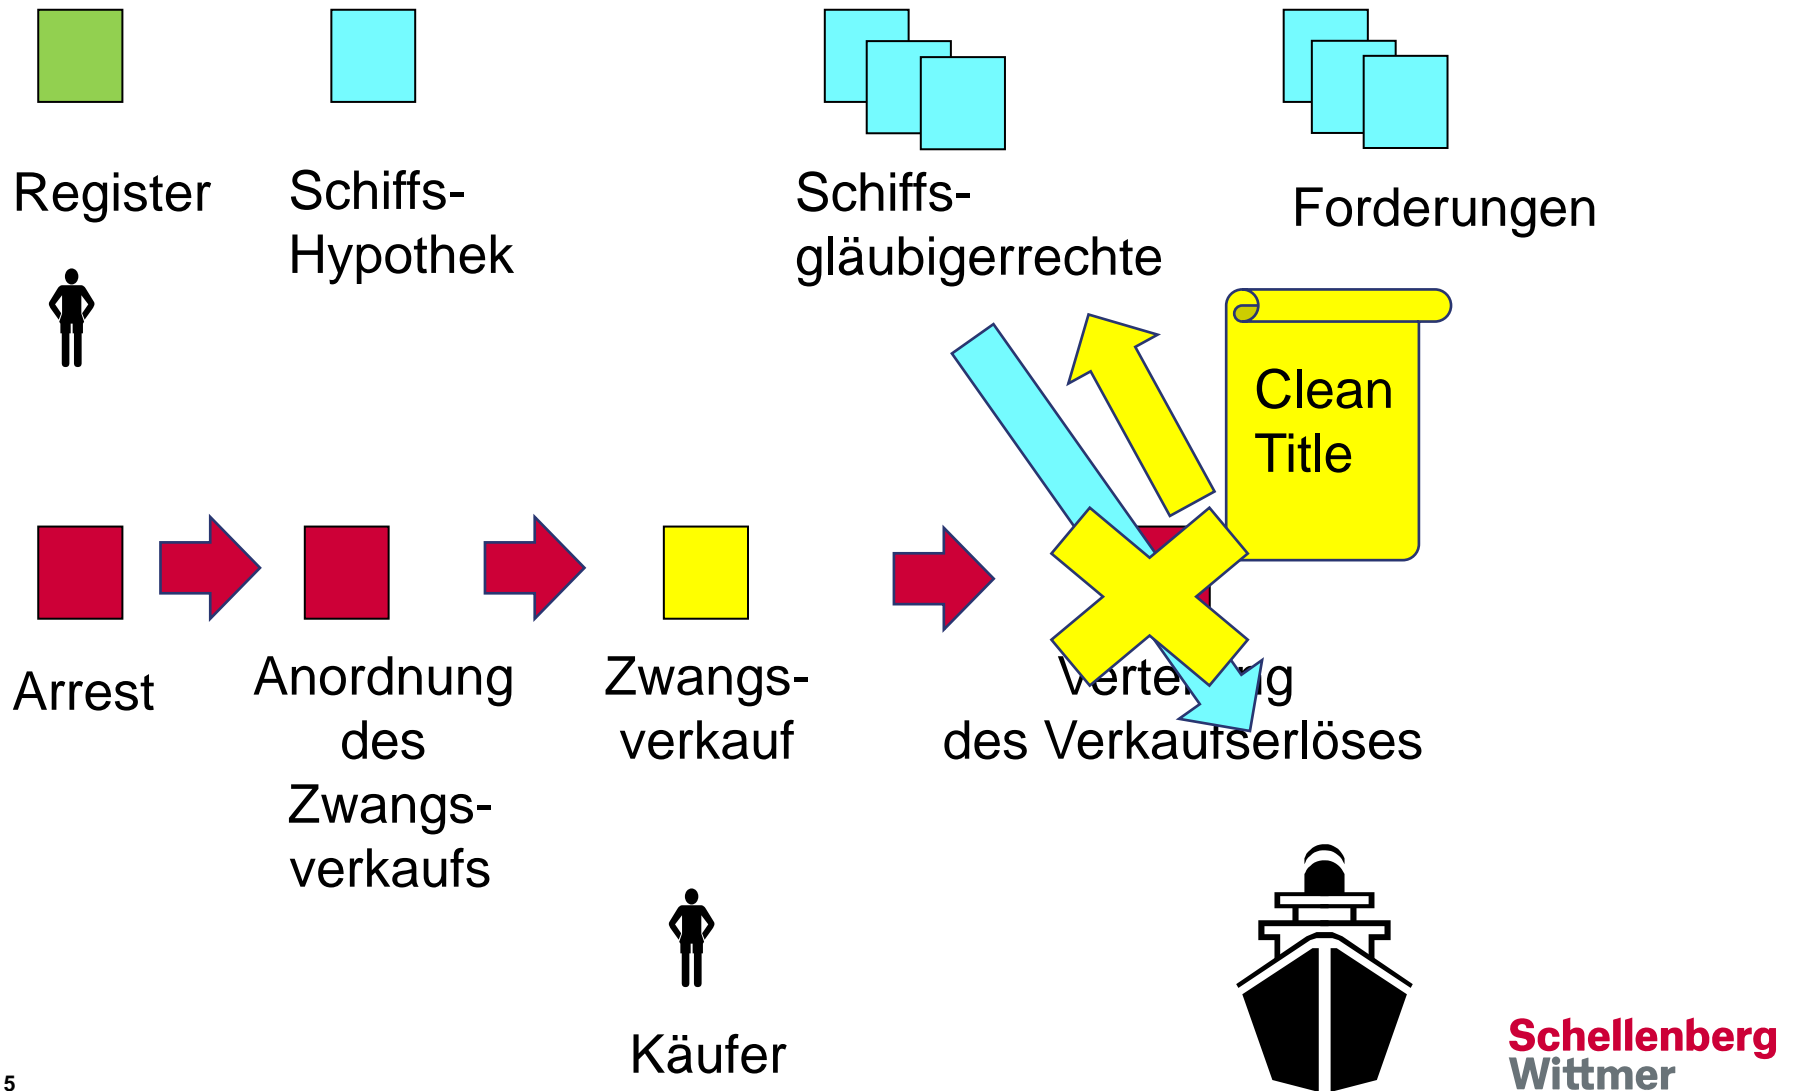 Register
Schiffs-
Hypothek
Schiffs-
gläubigerrechte
Forderungen
Clean
Title
Arrest
Anordnung
des
Zwangs-
verkaufs
Zwangs-
verkauf
Verteilung
des Verkaufserlöses
Käufer
5
Schellenberg
Wittmer